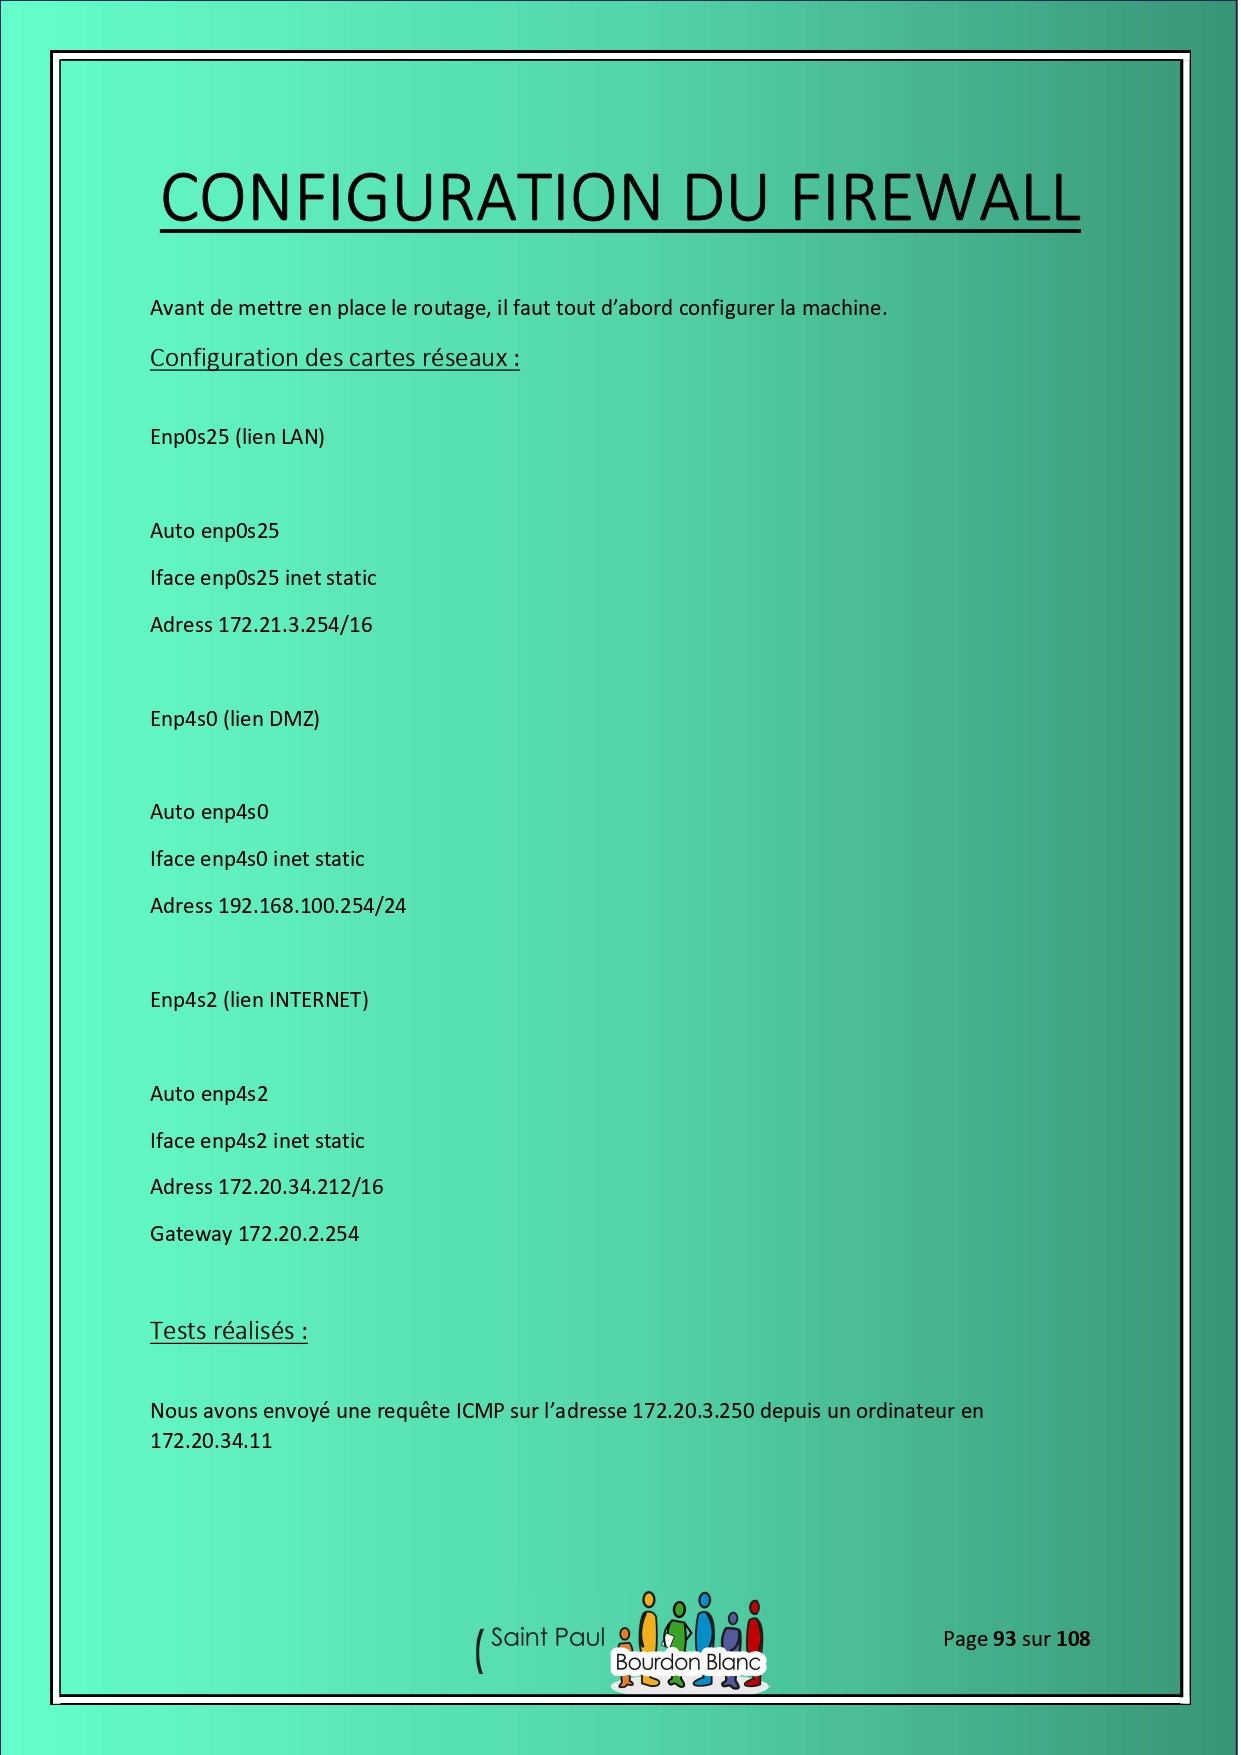 CONFIGURATION DU FIREWALL
Avant de mettre en place le routage, il faut tout d’abord configurer la machine.
Configuration des cartes réseaux :
Enp0s25 (lien LAN)
Auto enp0s25
Iface enp0s25 inet static
Adress 172.21.3.254/16
Enp4s0 (lien DMZ)
Auto enp4s0
Iface enp4s0 inet static
Adress 192.168.100.254/24
Enp4s2 (lien INTERNET)
Auto enp4s2
Iface enp4s2 inet static
Adress 172.20.34.212/16
Gateway 172.20.2.254
Tests réalisés :
Nous avons envoyé une requête ICMP sur l’adresse 172.20.3.250 depuis un ordinateur en
172.20.34.11
Saint Paul
Bourdon Blanc
Page 93 sur 108